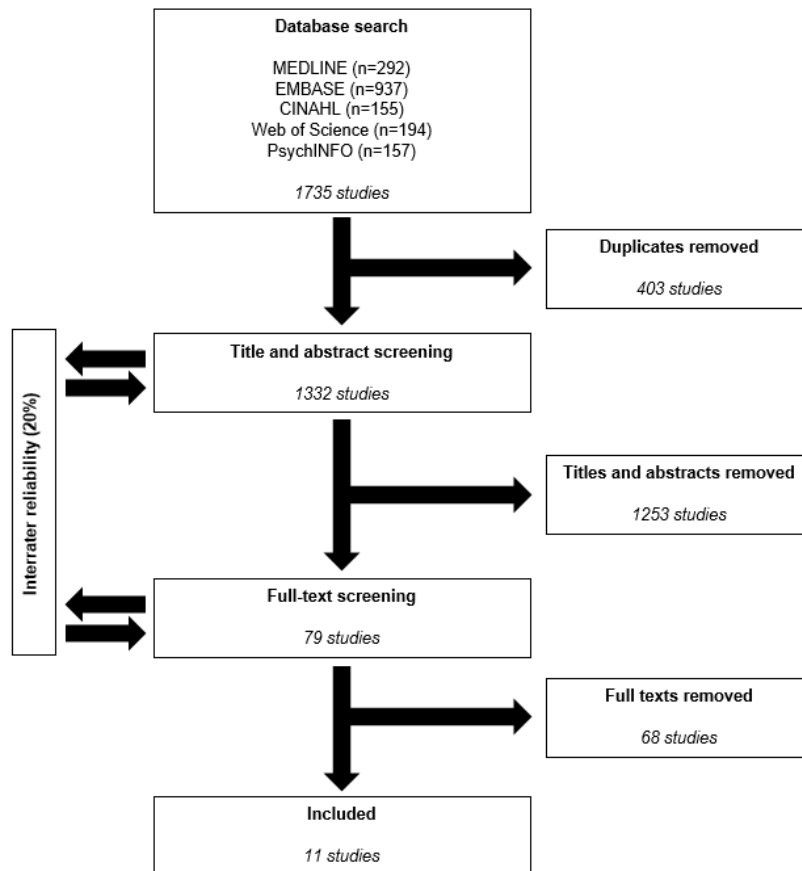 Database search
MEDLINE (n=292)
EMBASE (n=937)
CINAHL (n=155)
Web of Science (n=194)
PsychINFO (n=157)
1735 studies
Duplicates removed
403 studies
Title and abstract screening
1332 studies
Interrater reliability (20%)
Titles and abstracts removed
1253 studies
Full-text screening
79 studies
Full texts removed
68 studies
Included
11 studies